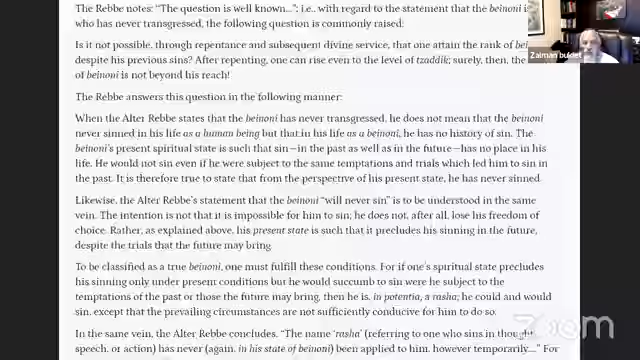 The Rebbe notes: “The question is well known...”; i.e., with regard to the statement that the beinoni is
who has never transgressed, the following question is commonly raised:
Is it not possible, through repentance and subsequent divine service, that one attain the rank of
despite his previous sins? After repenting, one can rise even to the level of tzaddik; surely, then, the
of beinoni is not beyond his reach!
The Rebbe answers this question in the following manner:
When the Alter Rebbe states that the beinoni has never transgressed, he does not mean that the beinoni
never sinned in his life as a human being but that in his life as a beinoni, he has no history of sin. The
beinoni’s present spiritual state is such that sin—in the past as well as in the future—has no place in his
life. He would not sin even if he were subject to the same temptations and trials which led him to sin in
the past. It is therefore true to state that from the perspective of his present state, he has never sinned.
Likewise, the Alter Rebbe’s statement that the beinoni “will never sin” is to be understood in the same
vein. The intention is not that it is impossible for him to sin; he does not, after all, lose his freedom of
choice. Rather, as explained above, his present state is such that it precludes his sinning in the future,
despite the trials that the future may bring.
To be classified as a true beinoni, one must fulfill these conditions. For if one’s spiritual state precludes
his sinning only under present conditions but he would succumb to sin were he subject to the
temptations of the past or those the future may bring, then he is, in potentia, a rasha; he could and would
sin, except that the prevailing circumstances are not sufficiently conducive for him to do so.
In the same vein, the Alter Rebbe concludes, “The name ‘rasha’ (referring to one who sins in thought,
speech, or action) has never (again, in his state of beinoni) been applied to him, however temporarily...” For
Zalman
zoom